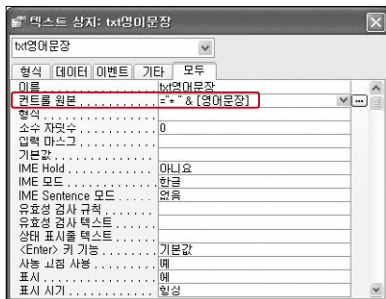 텍스트 상자: txt영어문장
txt영어문장
형식 데이터 이벤트 기타 모두
이름 txt영어문장
컨트롤 원본 ="* " & [영어문장]
형식
소수 자릿수 0
입력 마스크
기본값
IME Hold 아니요
IME 모드 한글
IME Sentence 모드 없음
유효성 검사 규칙
유효성 검사 텍스트
상태 표시줄 텍스트
<Enter> 키 기능 기본값
자동 고침 사용 예
표시 예
표시 시기 항상